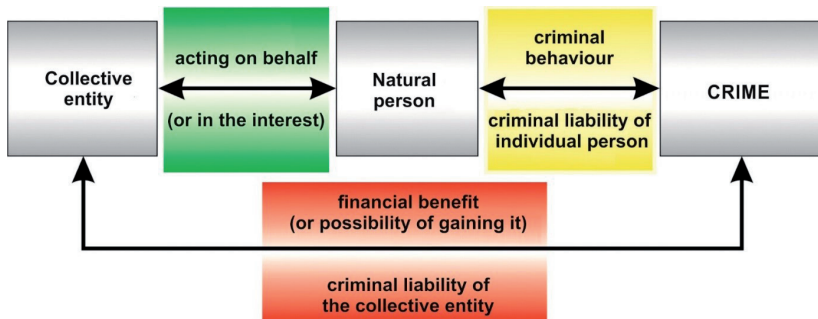 Collective
entity
acting on behalf
(or in the interest)
Natural
person
criminal
behaviour
criminal liability of
individual person
CRIME
financial benefit
(or possibility of gaining it)
criminal liability of
the collective entity